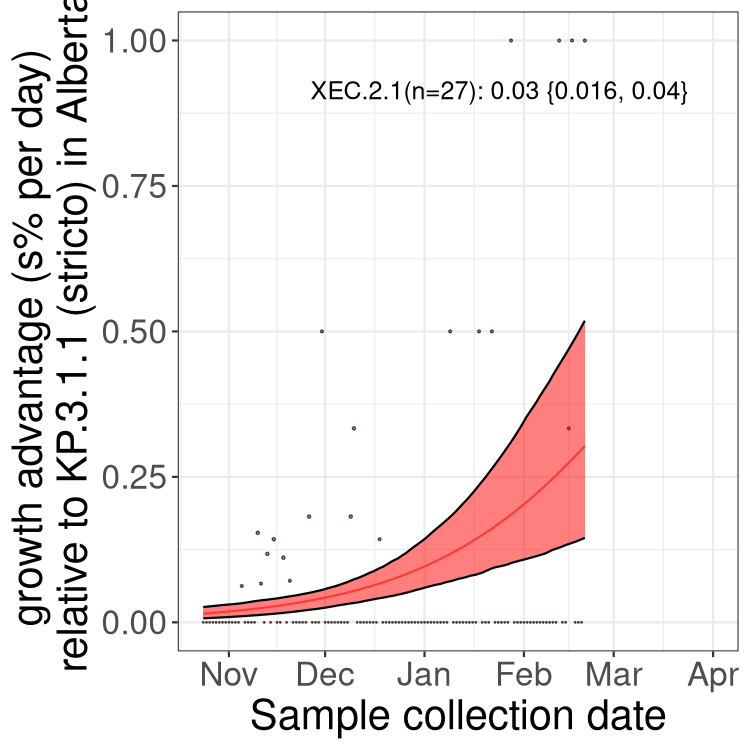 growth advantage (s% per day)
relative to KP.3.1.1 (stricto) in Alberta
1.00
0.75
0.50
0.25
0.00
XEC.2.1(n=27): 0.03 {0.016, 0.04}
Nov Dec Jan Feb Mar Apr
Sample collection date